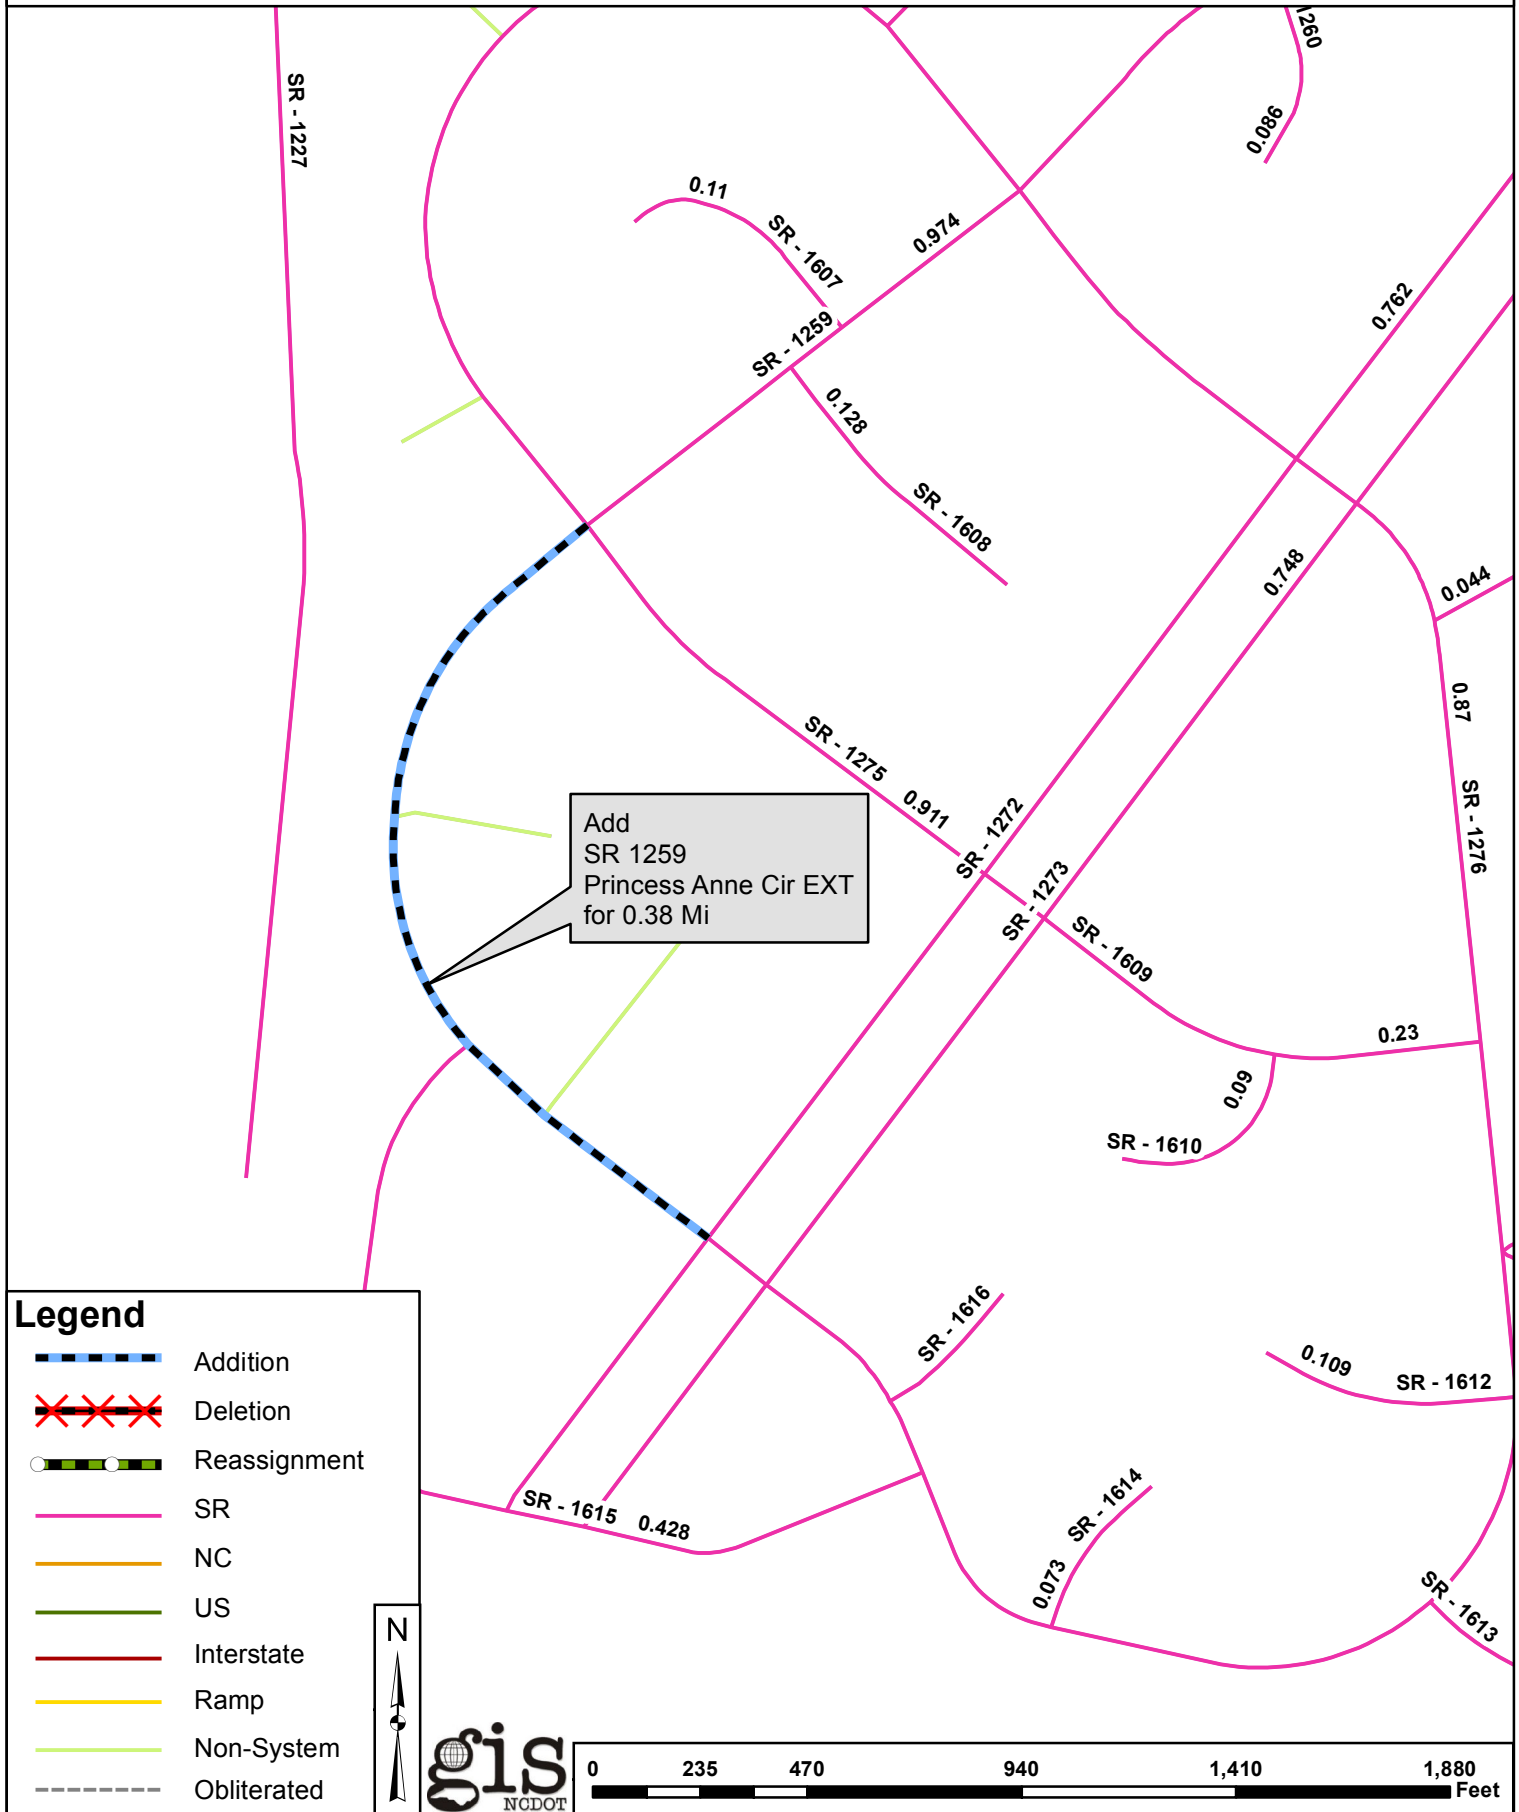 1260
SR - 1227
0.086
0.11
SR - 1607
0.974
0.762
SR - 1259
0.128
SR - 1608
0.748
0.044
0.87
SR - 1275
0.911
SR - 1272
SR - 1276
Add
SR 1259
Princess Anne Cir EXT
for 0.38 Mi
SR - 1273
SR - 1609
0.23
0.09
SR - 1610
SR - 1616
0.109
SR - 1612
SR - 1615
0.428
SR - 1614
0.073
SR - 1613
Legend
Addition
Deletion
Reassignment
SR
NC
US
Interstate
Ramp
Non-System
Obliterated
N
gis
NCDOT
0 235 470 940 1,410 1,880
Feet